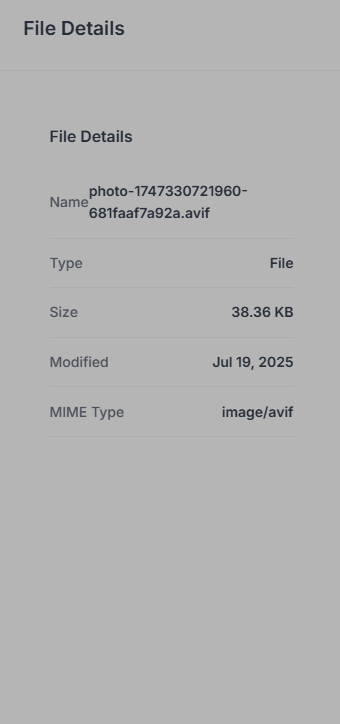 File Details
File Details
Name photo-1747330721960-
681faaf7a92a.avif
Type File
Size 38.36 KB
Modified Jul 19, 2025
MIME Type image/avif